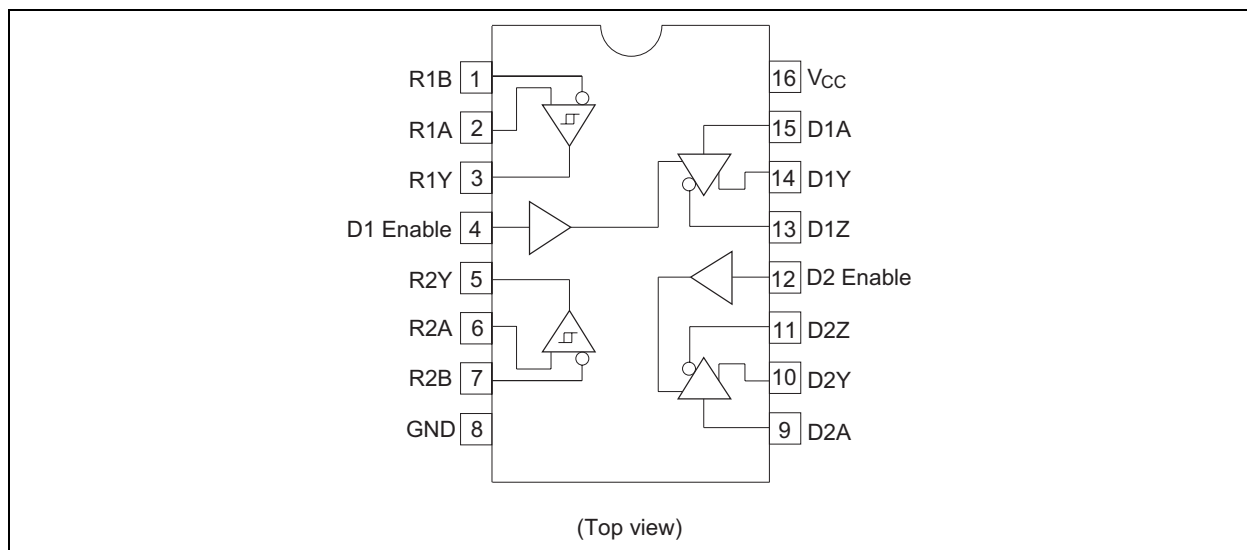 R1B 1
R1A 2
R1Y 3
D1 Enable 4
R2Y 5
R2A 6
R2B 7
GND 8
16 VCC
15 D1A
14 D1Y
13 D1Z
12 D2 Enable
11 D2Z
10 D2Y
9 D2A
(Top view)